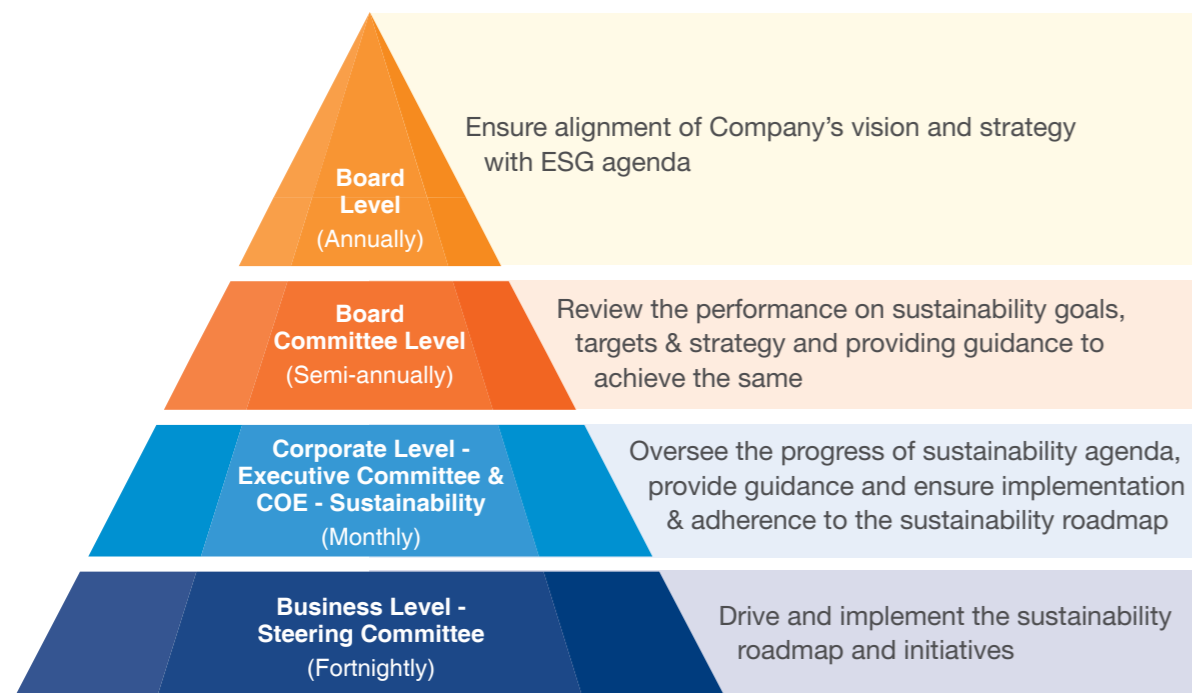 Board
Level
(Annually)
Ensure alignment of Company’s vision and strategy
with ESG agenda
Board
Committee Level
(Semi-annually)
Review the performance on sustainability goals,
targets & strategy and providing guidance to
achieve the same
Corporate Level -
Executive Committee &
COE - Sustainability
(Monthly)
Oversee the progress of sustainability agenda,
provide guidance and ensure implementation
& adherence to the sustainability roadmap
Business Level -
Steering Committee
(Fortnightly)
Drive and implement the sustainability
roadmap and initiatives